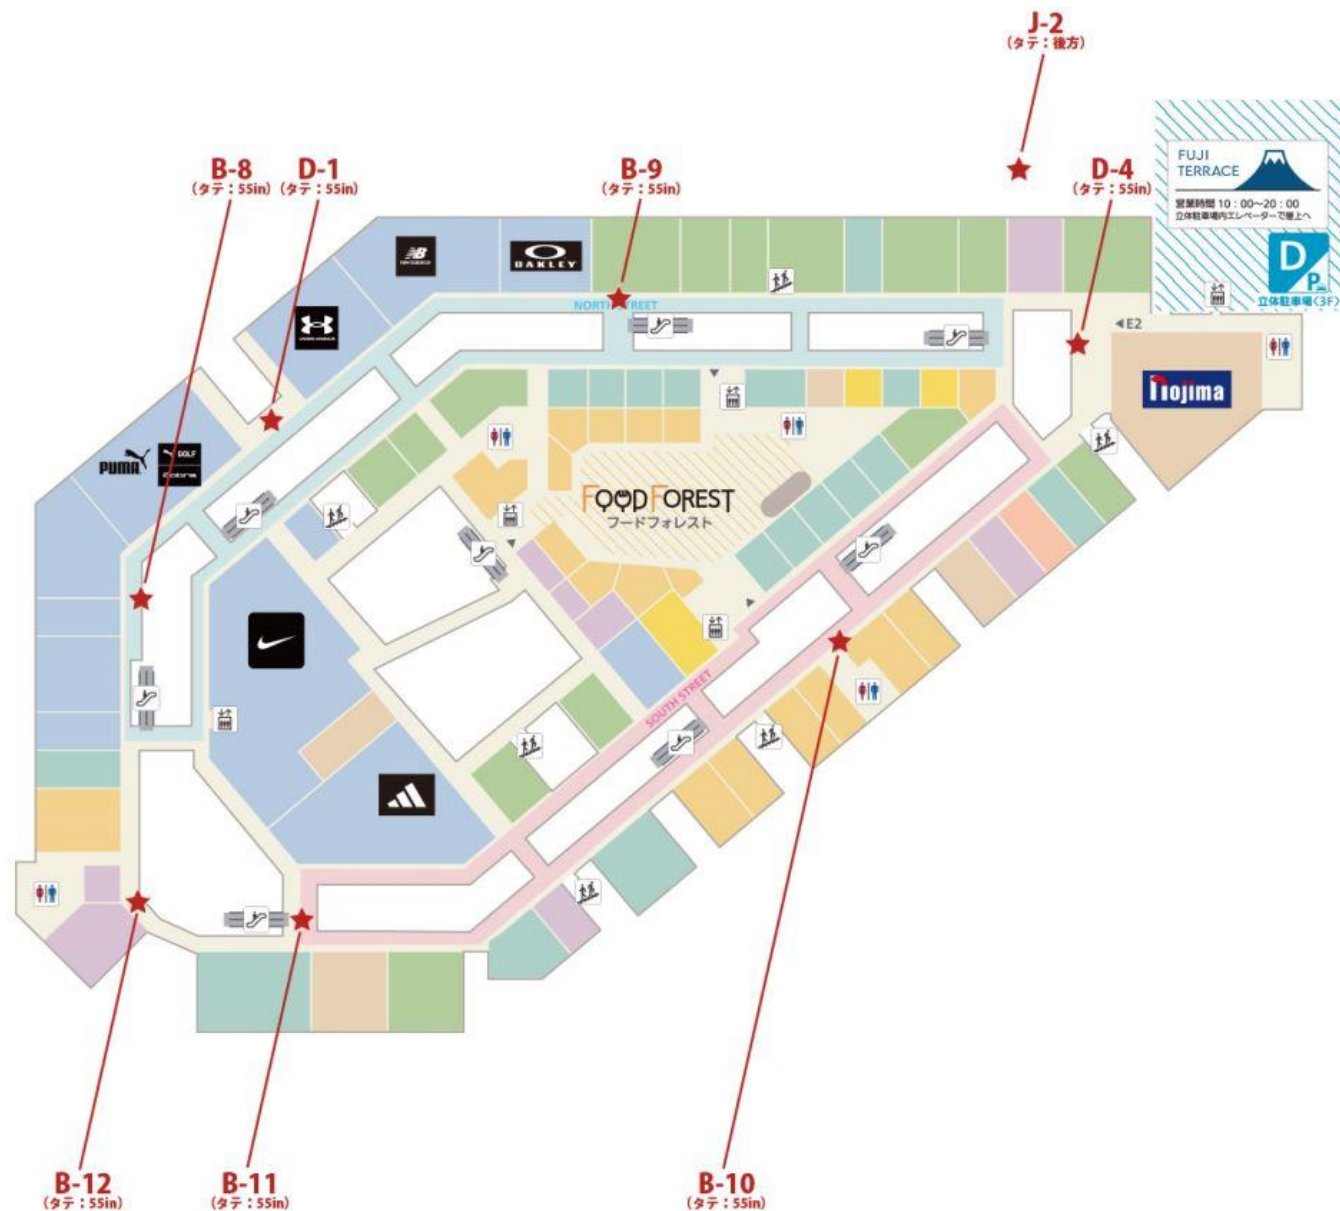 J-2
(タテ：後方)
B-8
(タテ：55in)
D-1
(タテ：55in)
B-9
(タテ：55in)
D-4
(タテ：55in)
FUJI
TERRACE
営業時間 10：00〜20：00
立体駐車場内エレベーターで屋上へ
D
P
立体駐車場<3F>
NB
OAKLEY
NORTH STREET
◀E2
nojima
PUMA
GOLF
cobra
FOOD FOREST
フードフォレスト
SOUTH STREET
B-12
(タテ：55in)
B-11
(タテ：55in)
B-10
(タテ：55in)